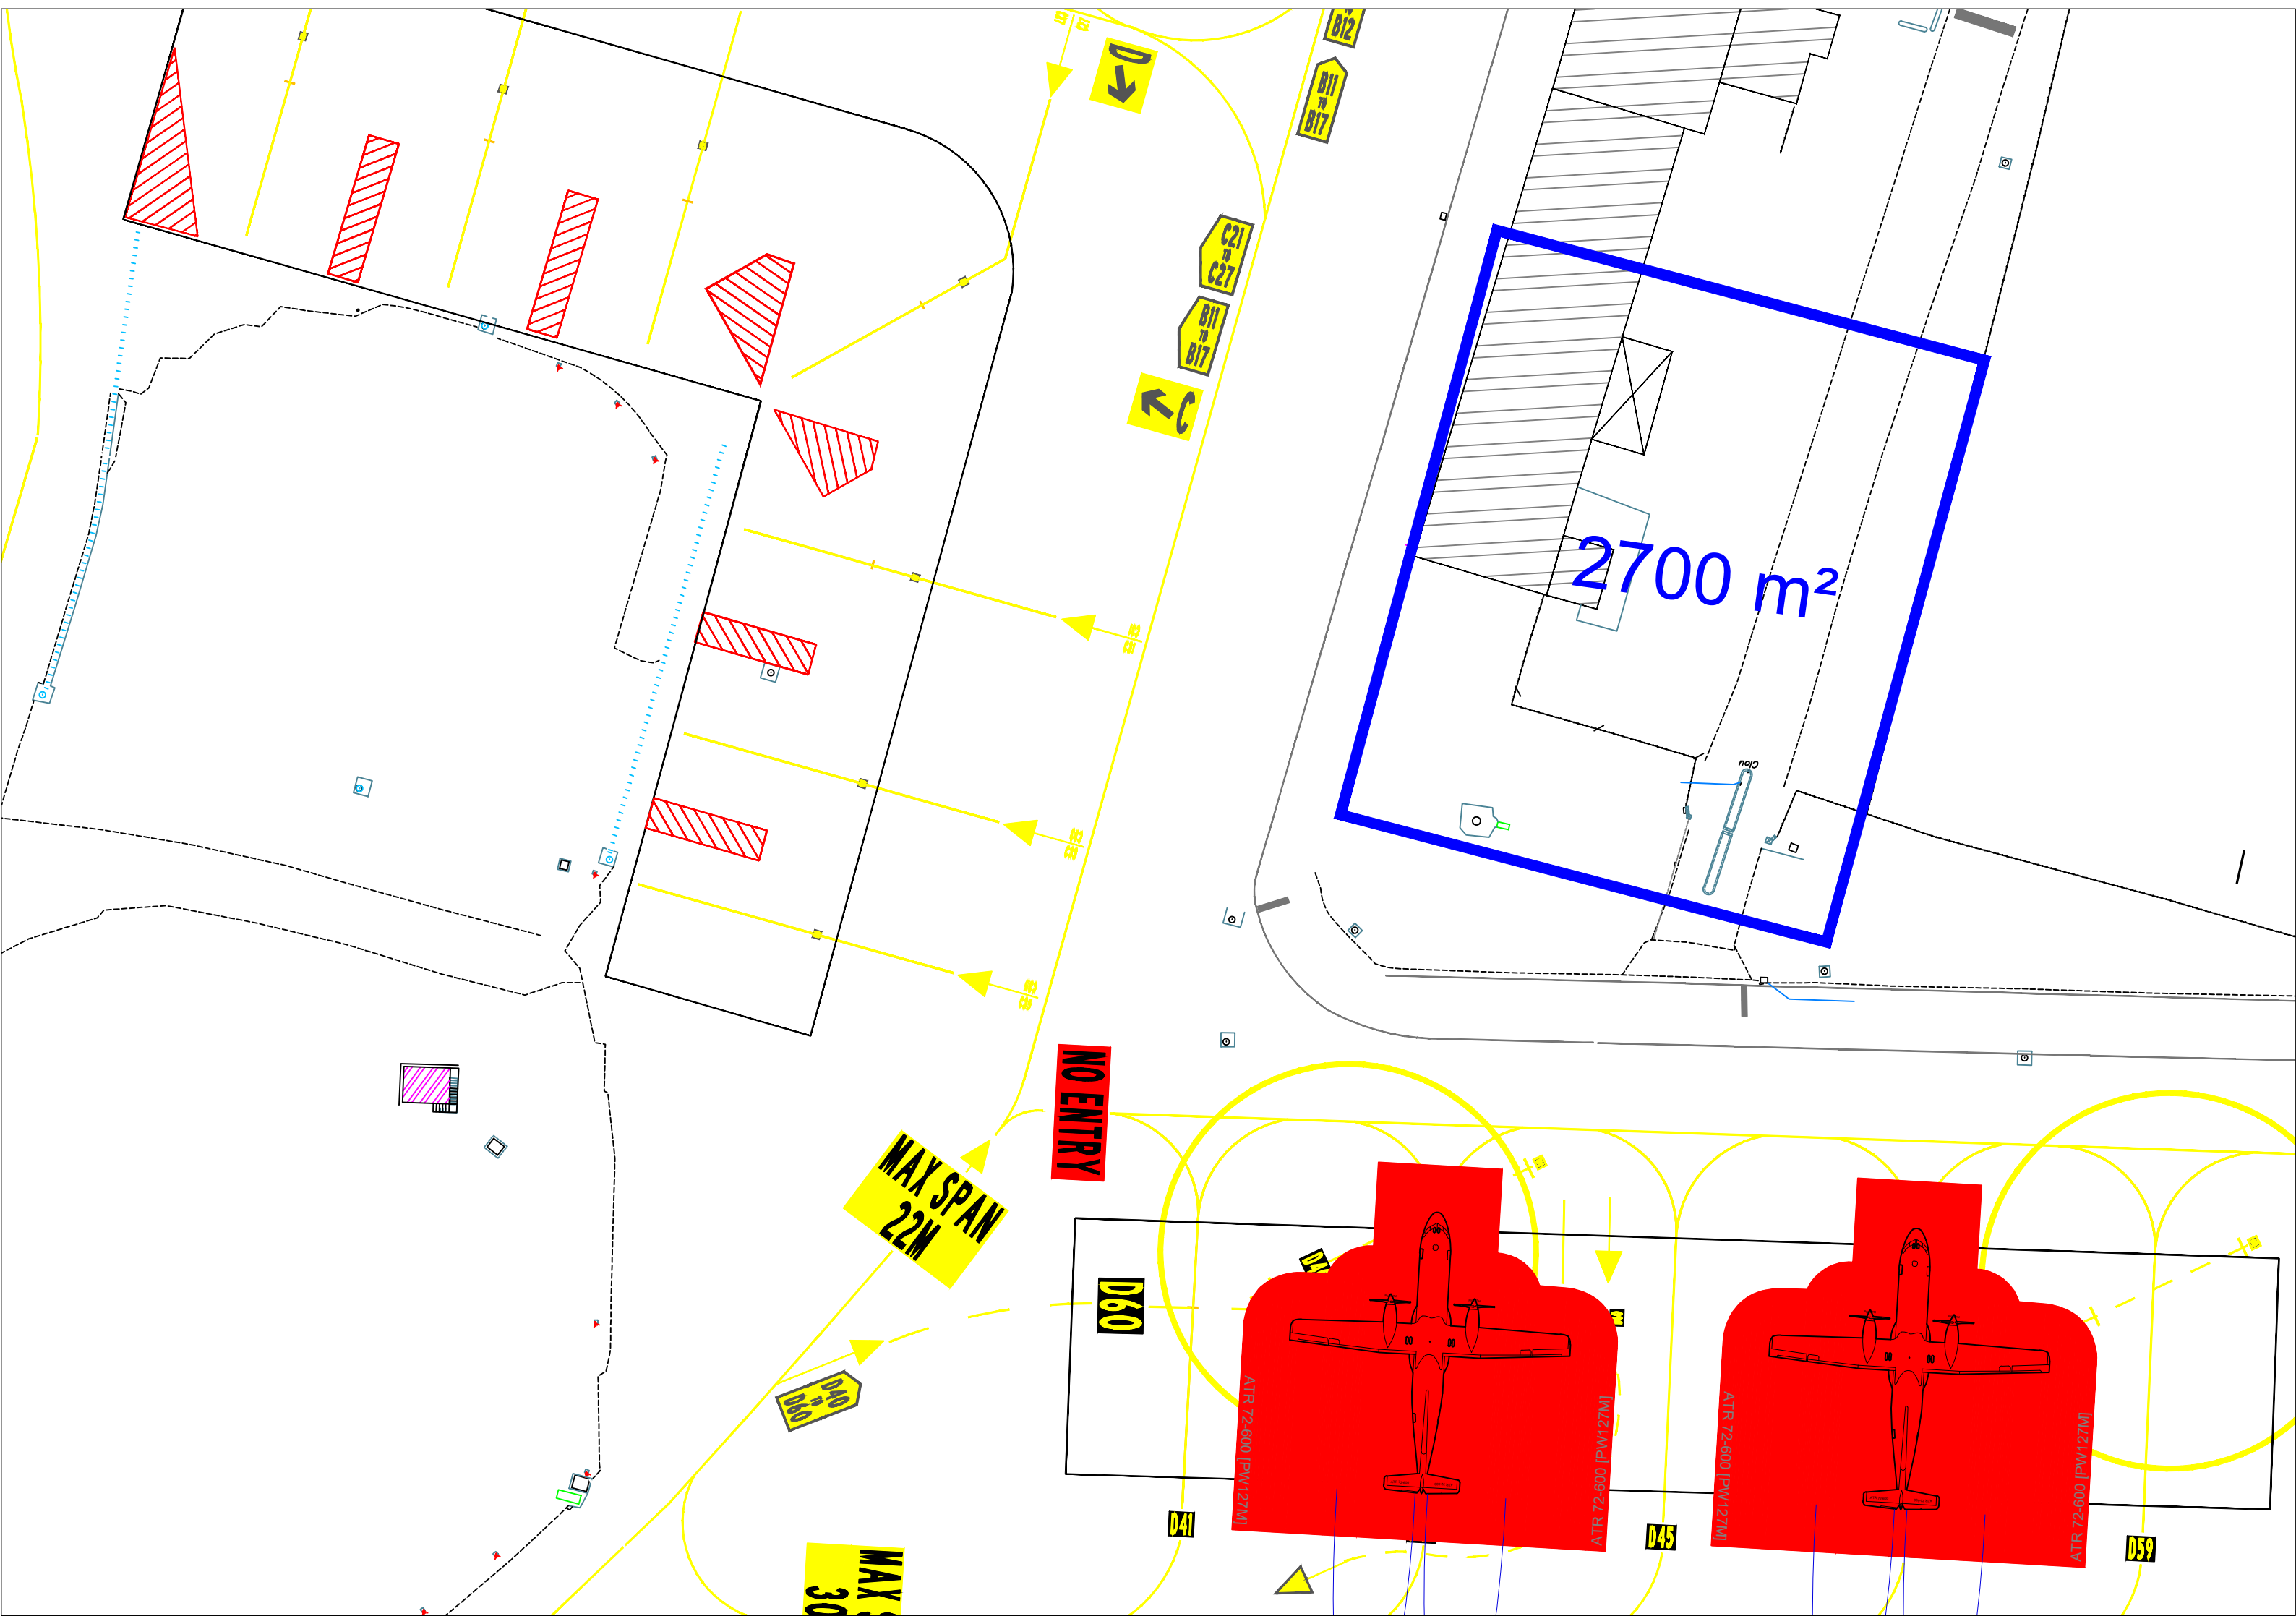 D
B12
B11
TO
B17
C21
TO
C27
B11
TO
B17
C
2700 m²
Clou
NO ENTRY
MAX SPAN
22M
D60
D40
TO
D60
ATR 72-600 [PW127M]
ATR 72-600 [PW127M]
ATR 72-600 [PW127M]
ATR 72-600 [PW127M]
D41
D45
D59
MAX
30